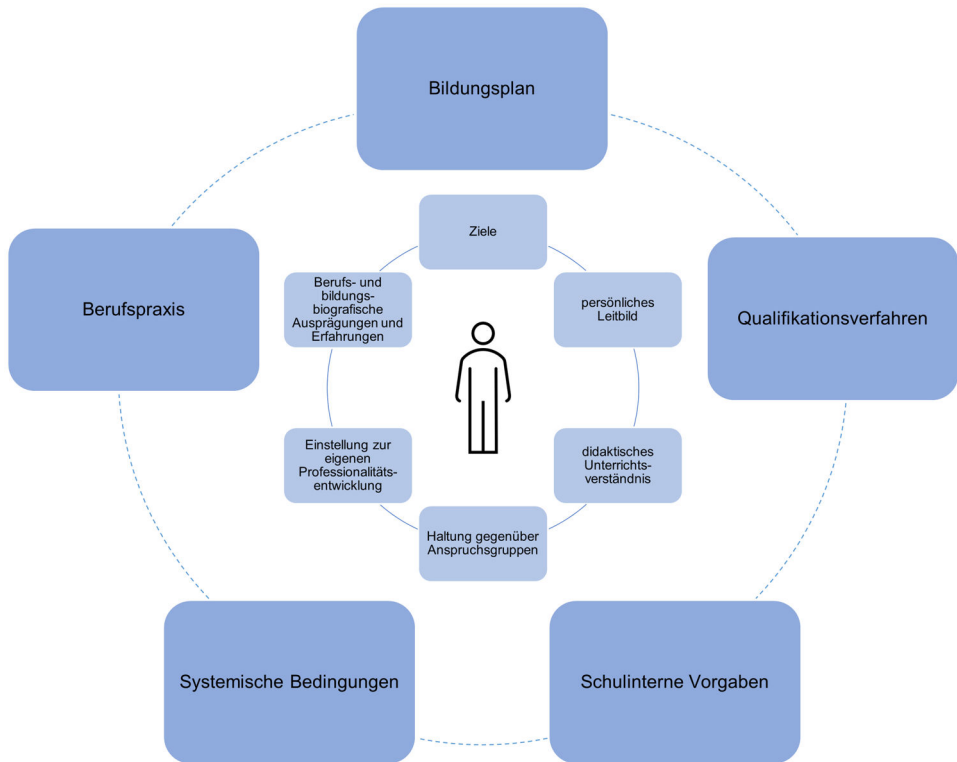 Bildungsplan
Ziele
Berufs- und
bildungs-
biografische
Ausprägungen und
Erfahrungen
persönliches
Leitbild
Berufspraxis
Qualifikationsverfahren
Einstellung zur
eigenen
Professionalitäts-
entwicklung
didaktisches
Unterrichts-
verständnis
Haltung gegenüber
Anspruchsgruppen
Systemische Bedingungen
Schulinterne Vorgaben